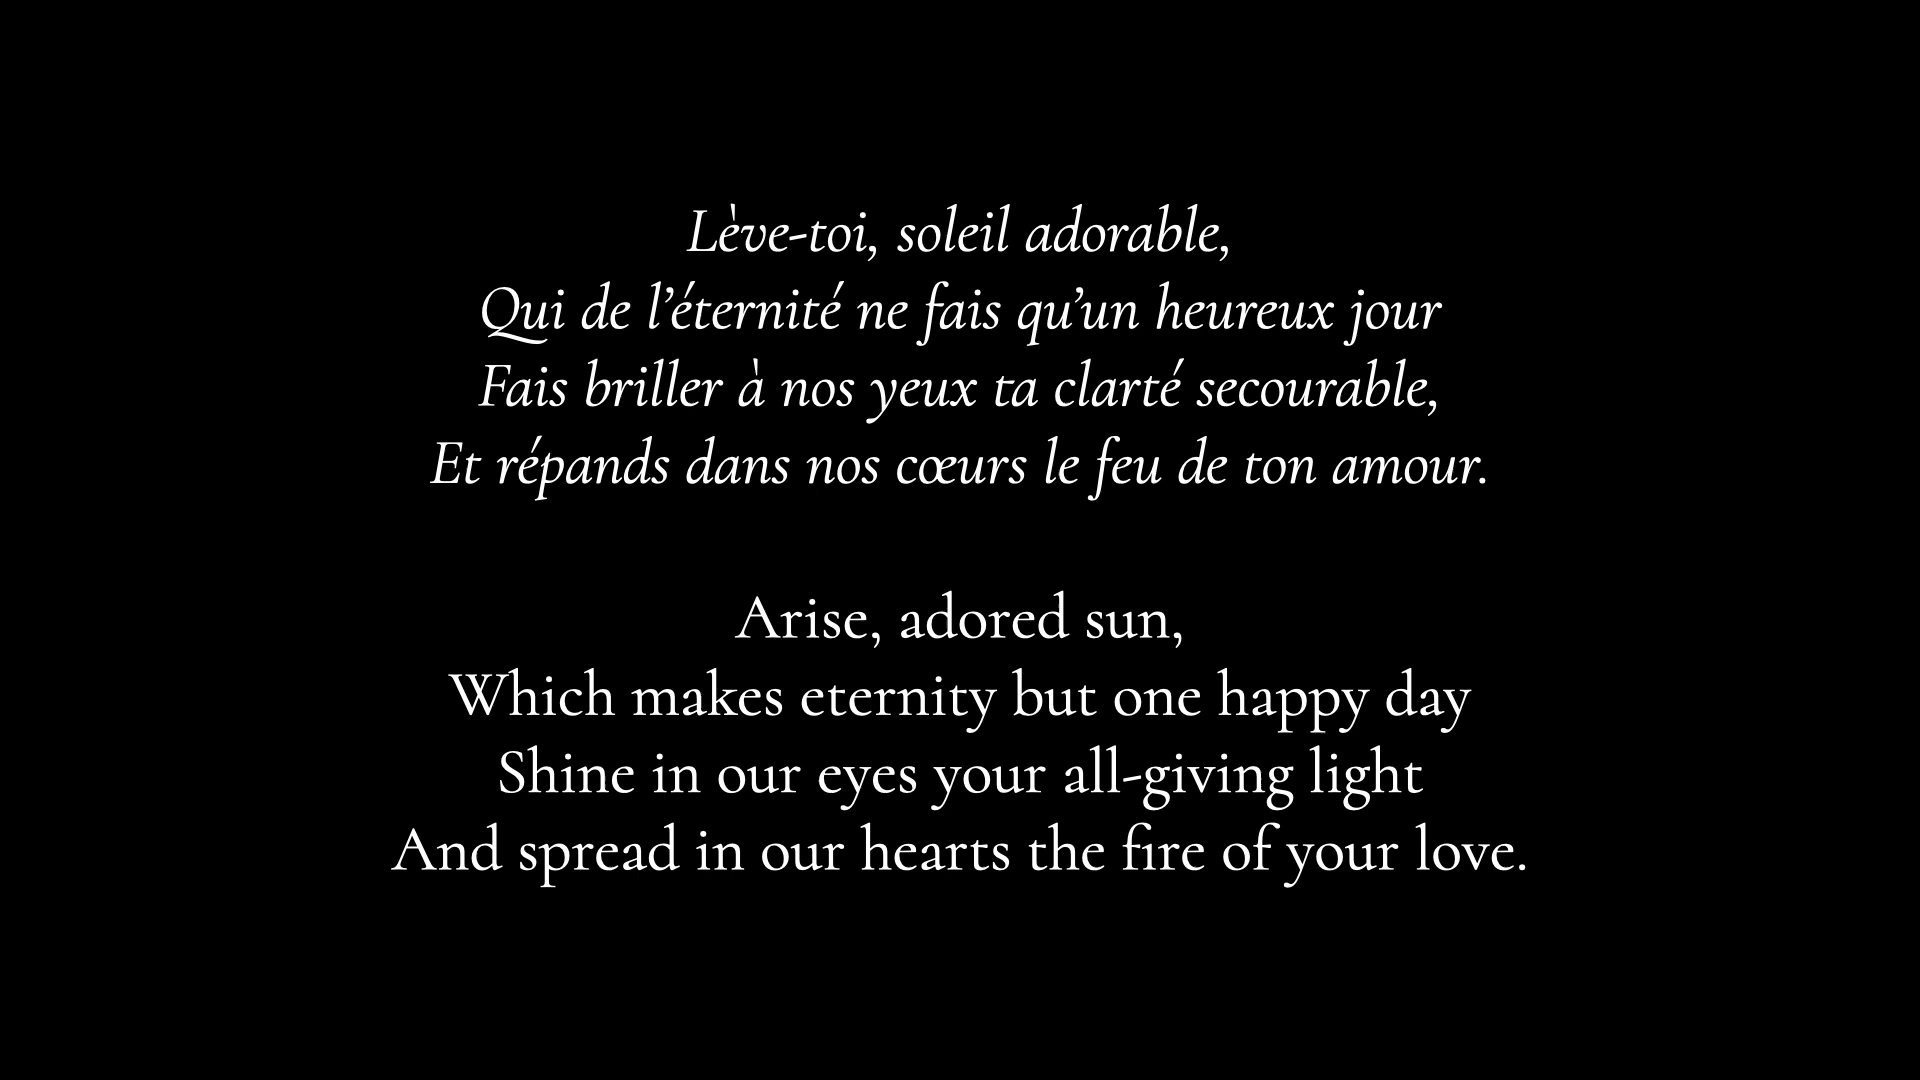 Lève-toi, soleil adorable,
Qui de l’éternité ne fais qu’un heureux jour
Fais briller à nos yeux ta clarté secourable,
Et répands dans nos cœurs le feu de ton amour.
Arise, adored sun,
Which makes eternity but one happy day
Shine in our eyes your all-giving light
And spread in our hearts the fire of your love.